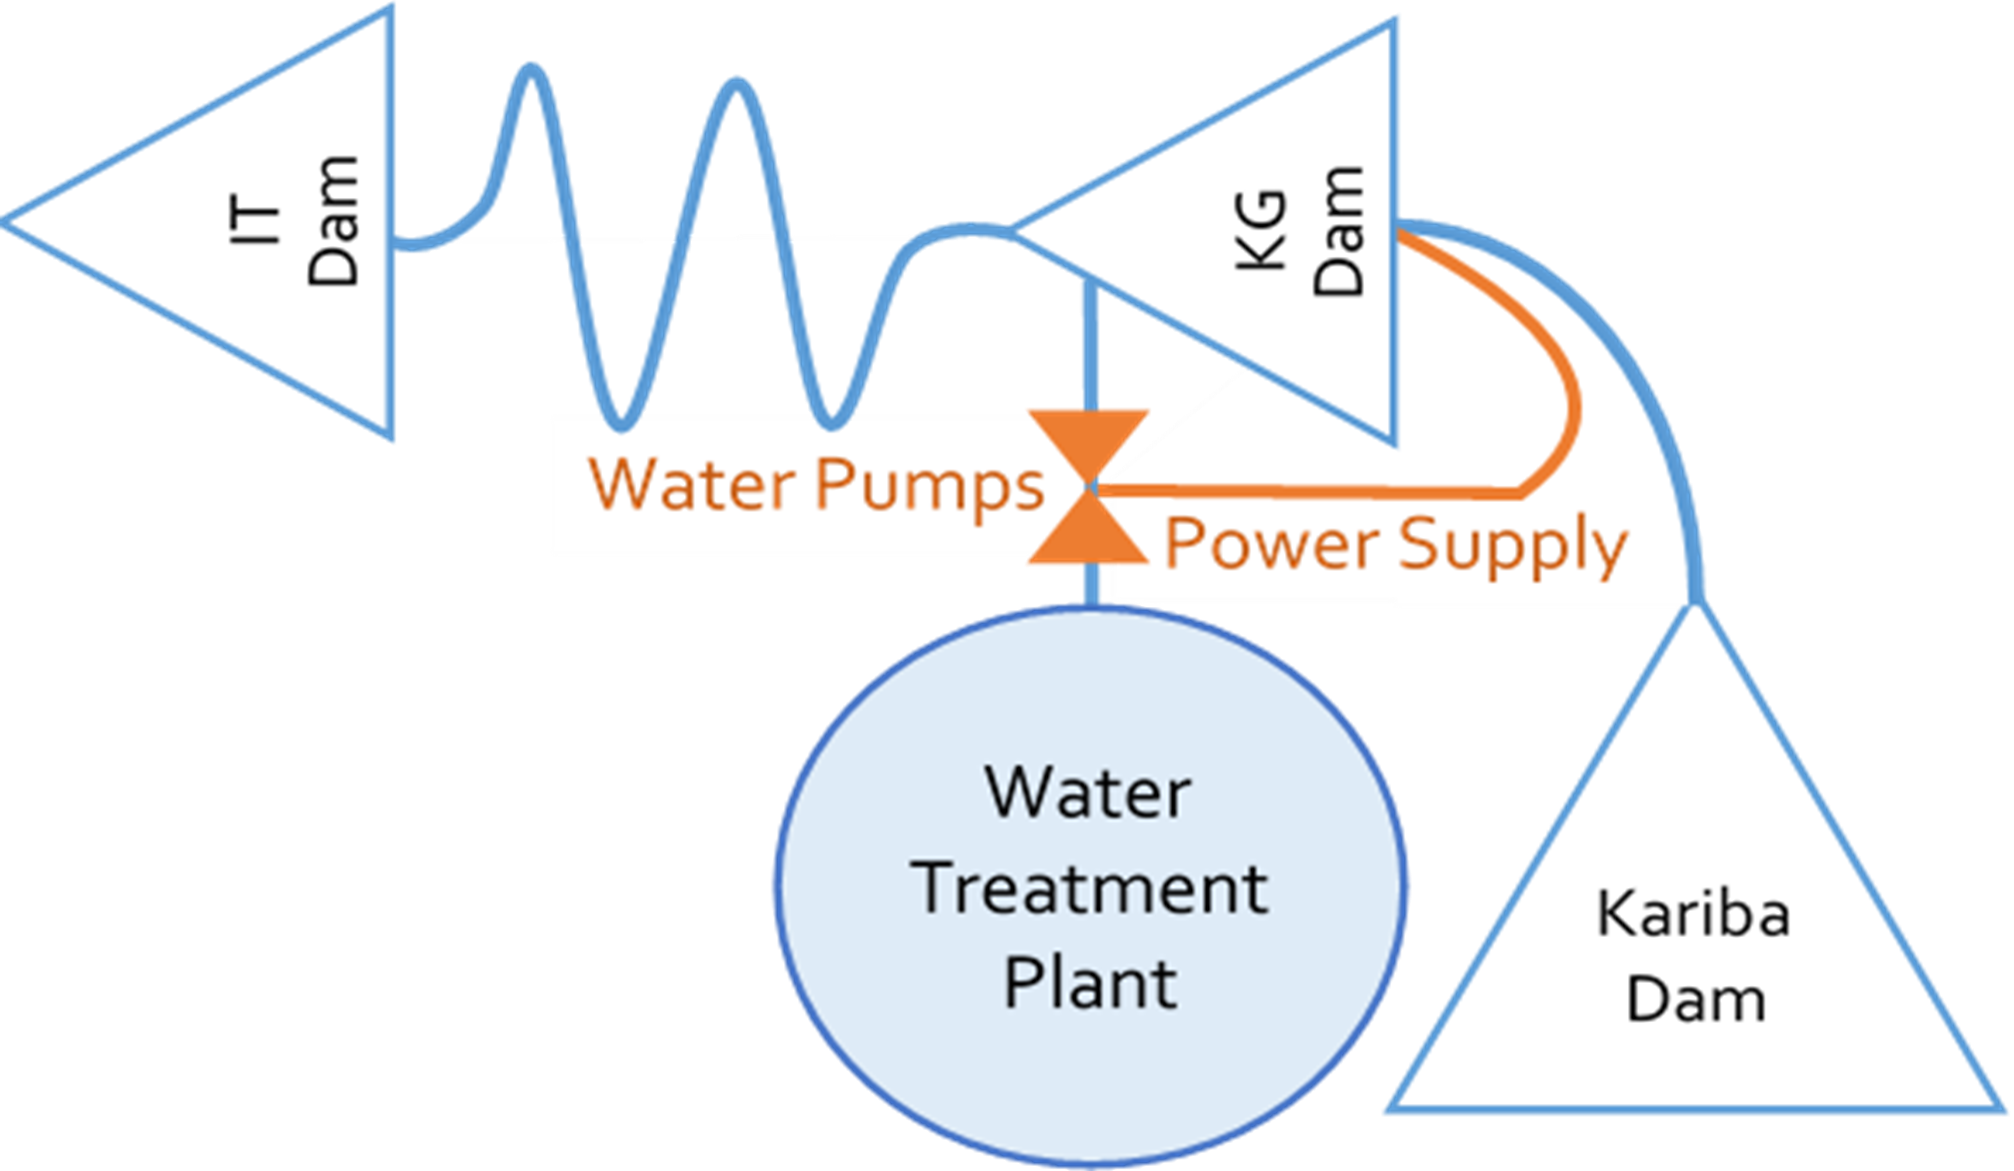 IT
Dam
KG
Dam
Water Pumps
Power Supply
Water
Treatment
Plant
Kariba
Dam